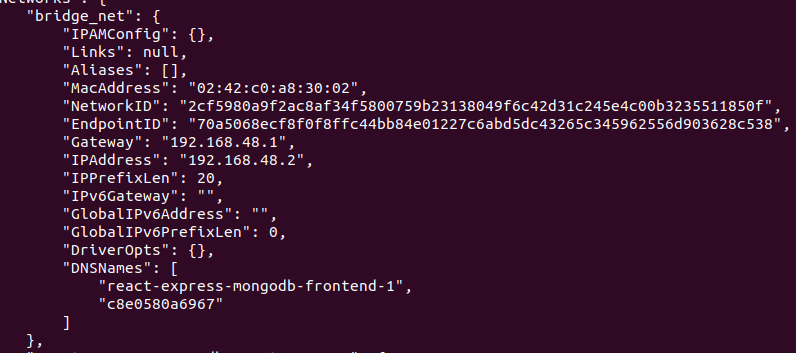 "bridge_net": {
"IPAMConfig": {},
"Links": null,
"Aliases": [],
"MacAddress": "02:42:c0:a8:30:02",
"NetworkID": "2cf5980a9f2ac8af34f5800759b23138049f6c42d31c245e4c00b3235511850f",
"EndpointID": "70a5068ecf8f0f8ffc44bb84e01227c6abd5dc43265c345962556d903628c538",
"Gateway": "192.168.48.1",
"IPAddress": "192.168.48.2",
"IPPrefixLen": 20,
"IPv6Gateway": "",
"GlobalIPv6Address": "",
"GlobalIPv6PrefixLen": 0,
"DriverOpts": {},
"DNSNames": [
"react-express-mongodb-frontend-1",
"c8e0580a6967"
]
},